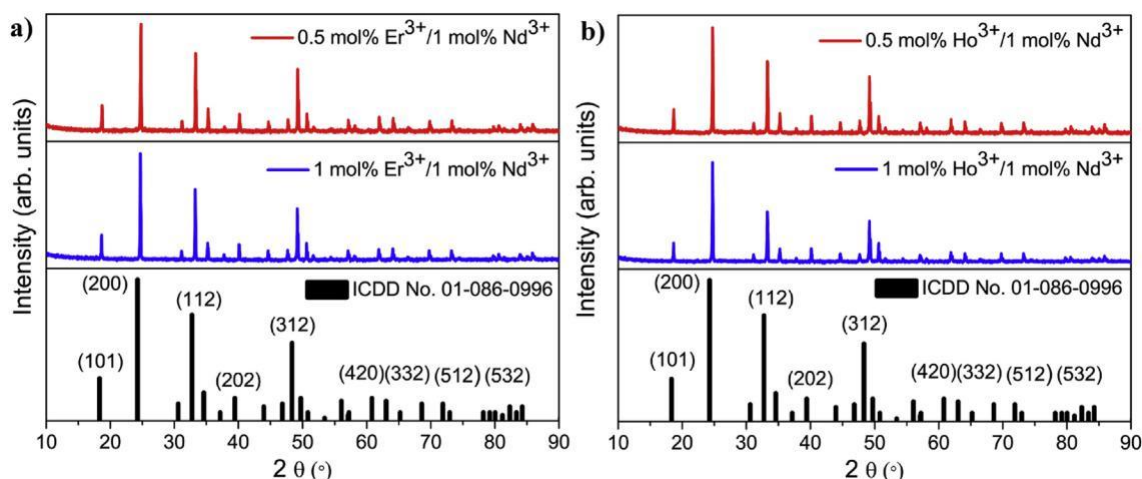 a)
0.5 mol% Er3+/1 mol% Nd3+
1 mol% Er3+/1 mol% Nd3+
ICDD No. 01-086-0996
(200)
(112)
(312)
(101)
(202)
(420)(332) (512) (532)
10 20 30 40 50 60 70 80 90
2 θ (°)
Intensity (arb. units)
b)
0.5 mol% Ho3+/1 mol% Nd3+
1 mol% Ho3+/1 mol% Nd3+
ICDD No. 01-086-0996
(200)
(112)
(312)
(101)
(202)
(420)(332) (512) (532)
10 20 30 40 50 60 70 80 90
2 θ (°)
Intensity (arb. units)